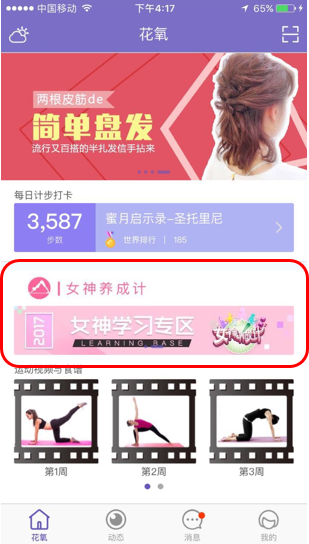 中国移动
下午4:17
65%
花氧
两根皮筋de
简单盘发
流行又百搭的半扎发信手拈来
每日计步打卡
3,587
步数
蜜月启示录-圣托里尼
世界排行 | 185
女神养成计
2017
女神学习专区
LEARNING BASE
运动视频与食谱
第1周
第2周
第3周
花氧
动态
消息
我的